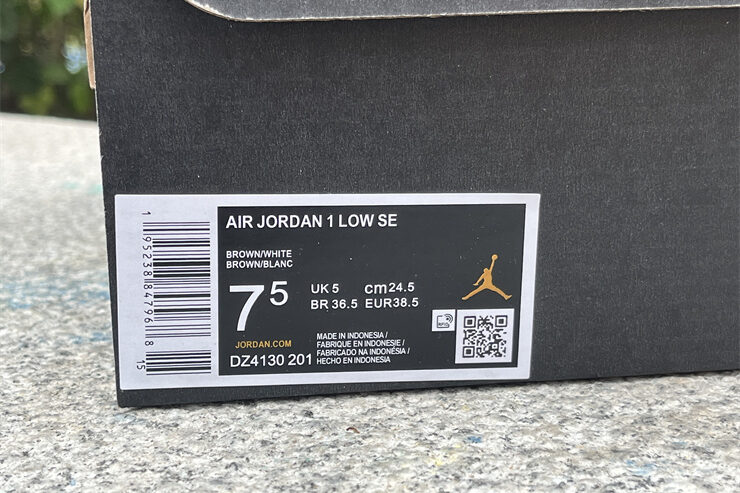 AIR JORDAN 1 LOW SE
BROWN/WHITE
BROWN/BLANC
7 5
UK 5 cm 24.5
BR 36.5 EUR 38.5
JORDAN.COM
DZ4130 201
MADE IN INDONESIA /
FABRIQUE EN INDONESIE /
FABRICADO NA INDONÉSIA /
HECHO EN INDONESIA
RFID
1 95238 84796 8
15